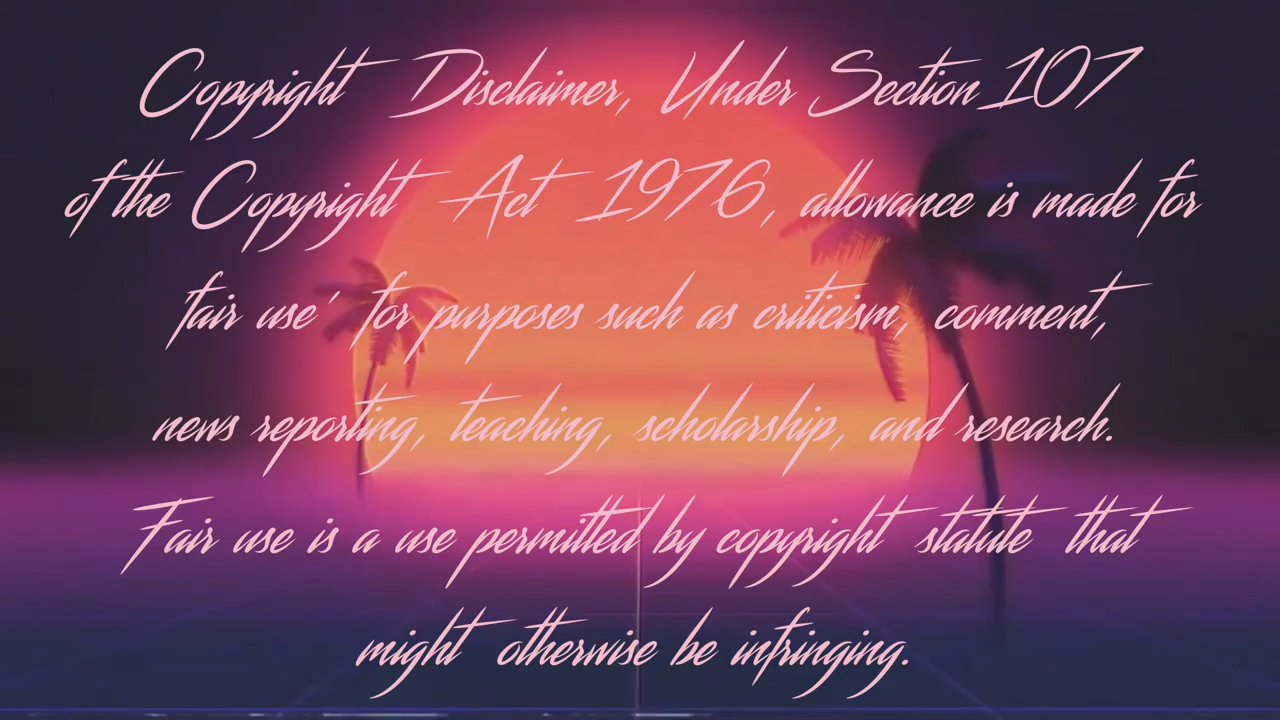 Copyright Disclaimer, Under Section 107
of the Copyright Act 1976, allowance is made for
'fair use' for purposes such as criticism, comment,
news reporting, teaching, scholarship, and research.
Fair use is a use permitted by copyright statute that
might otherwise be infringing.